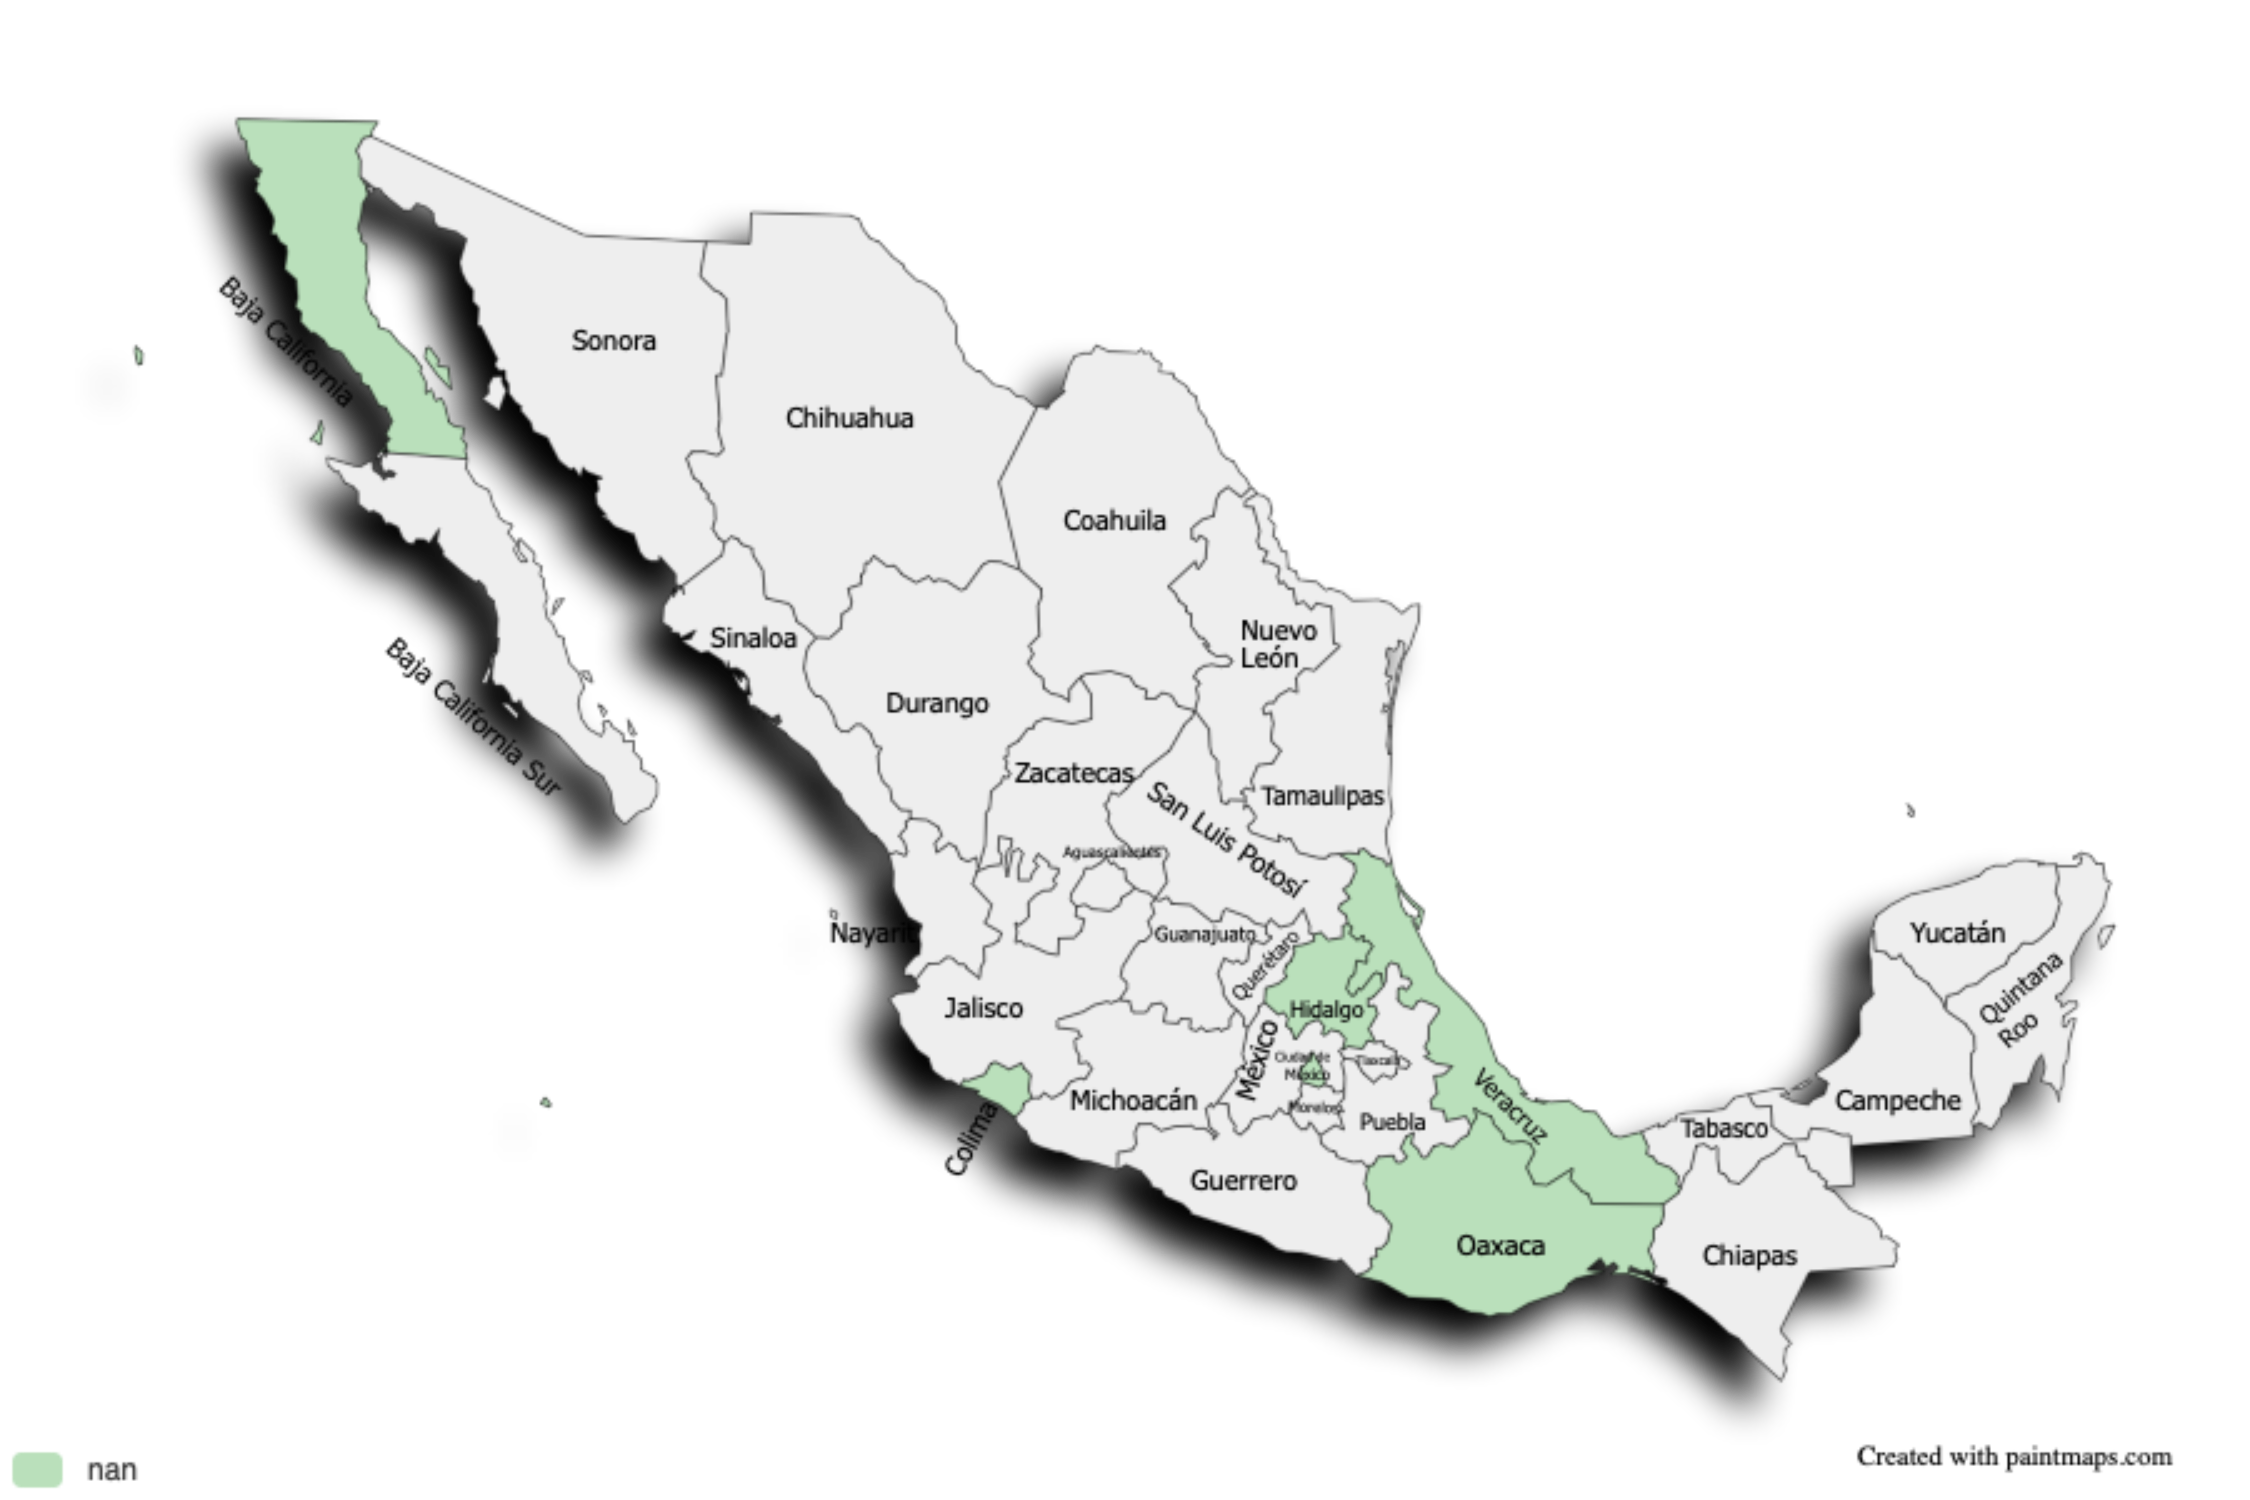 Baja California
Sonora
Chihuahua
Coahuila
Nuevo
León
Sinaloa
Durango
Baja California Sur
Zacatecas
San Luis Potosí
Tamaulipas
Aguascalientes
Nayarit
Guanajuato
Querétaro
Yucatán
Quintana
Roo
Jalisco
Hidalgo
México
Ciudad de
México
Tlaxcala
Morelos
Michoacán
Colima
Puebla
Veracruz
Tabasco
Campeche
Guerrero
Oaxaca
Chiapas
nan
Created with paintmaps.com